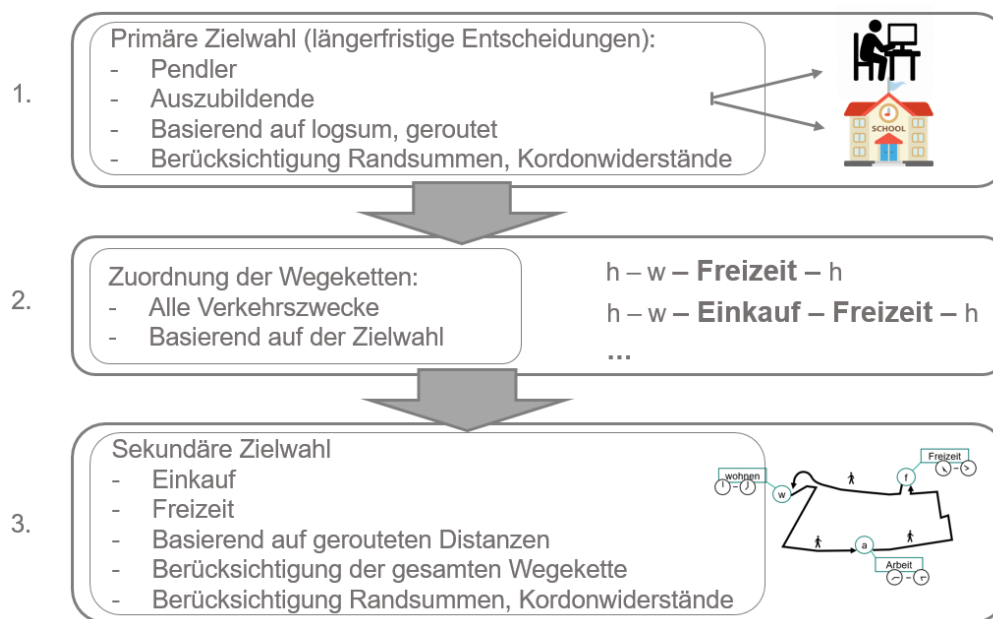 1.
Primäre Zielwahl (längerfristige Entscheidungen):
- Pendler
- Auszubildende
- Basierend auf logsum, geroutet
- Berücksichtigung Randsummen, Kordonwiderstände
SCHOOL
2.
Zuordnung der Wegeketten:
- Alle Verkehrszwecke
- Basierend auf der Zielwahl
h – w – Freizeit – h
h – w – Einkauf – Freizeit – h
...
3.
Sekundäre Zielwahl
- Einkauf
- Freizeit
- Basierend auf gerouteten Distanzen
- Berücksichtigung der gesamten Wegekette
- Berücksichtigung Randsummen, Kordonwiderstände
wohnen
w
Freizeit
f
a
Arbeit